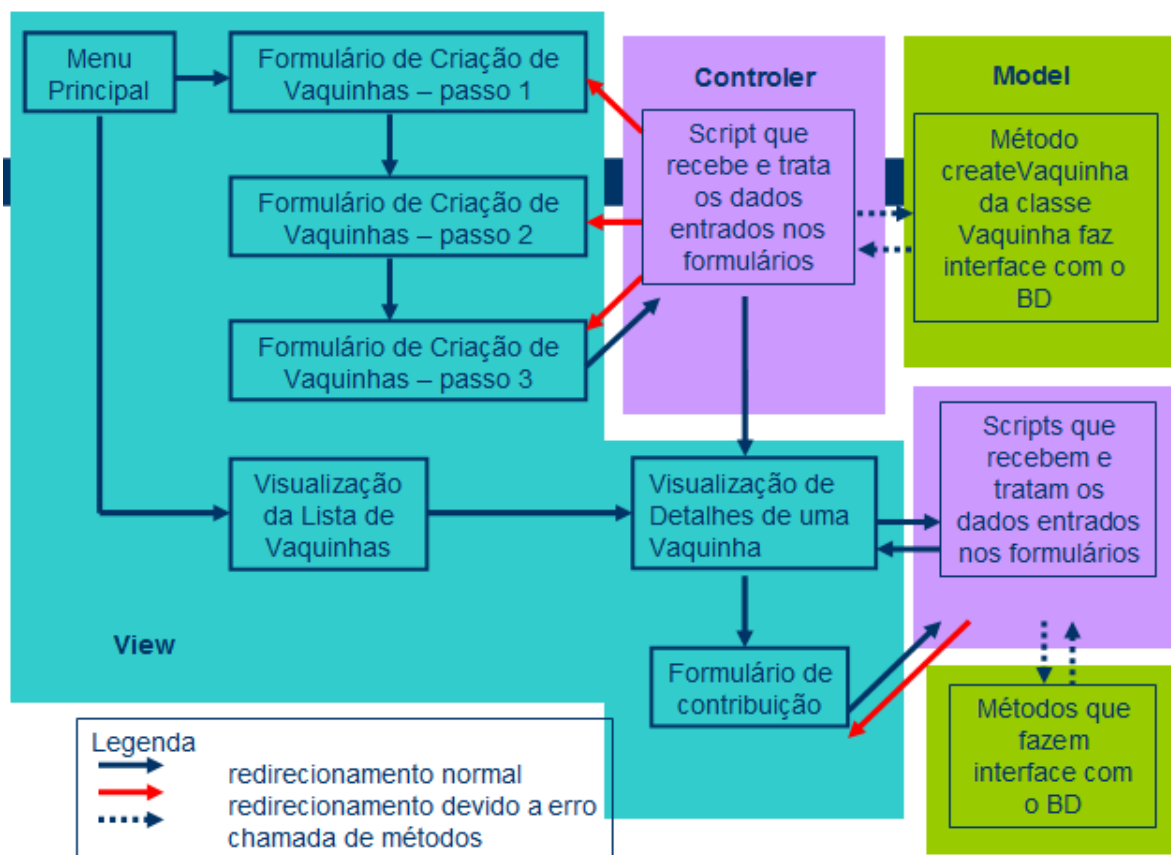 Menu
Principal
Formulário de Criação de
Vaquinhas – passo 1
Formulário de Criação de
Vaquinhas – passo 2
Formulário de Criação de
Vaquinhas – passo 3
Controler
Script que
recebe e trata
os dados
entrados nos
formulários
Model
Método
createVaquinha
da classe
Vaquinha faz
interface com o
BD
Visualização
da Lista de
Vaquinhas
Visualização de
Detalhes de uma
Vaquinha
Scripts que
recebem e
tratam os
dados entrados
nos formulários
View
Formulário de
contribuição
Métodos que
fazem
interface com
o BD
Legenda
redirecionamento normal
redirecionamento devido a erro
chamada de métodos